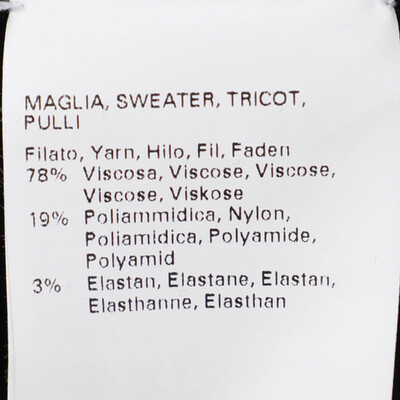 MAGLIA, SWEATER, TRICOT,
PULLI
Filato, Yarn, Hilo, Fil, Faden
78% Viscosa, Viscose, Viscose,
Viscose, Viskose
19% Poliammidica, Nylon,
Poliamidica, Polyamide,
Polyamid
3% Elastan, Elastane, Elastan,
Elasthanne, Elasthan